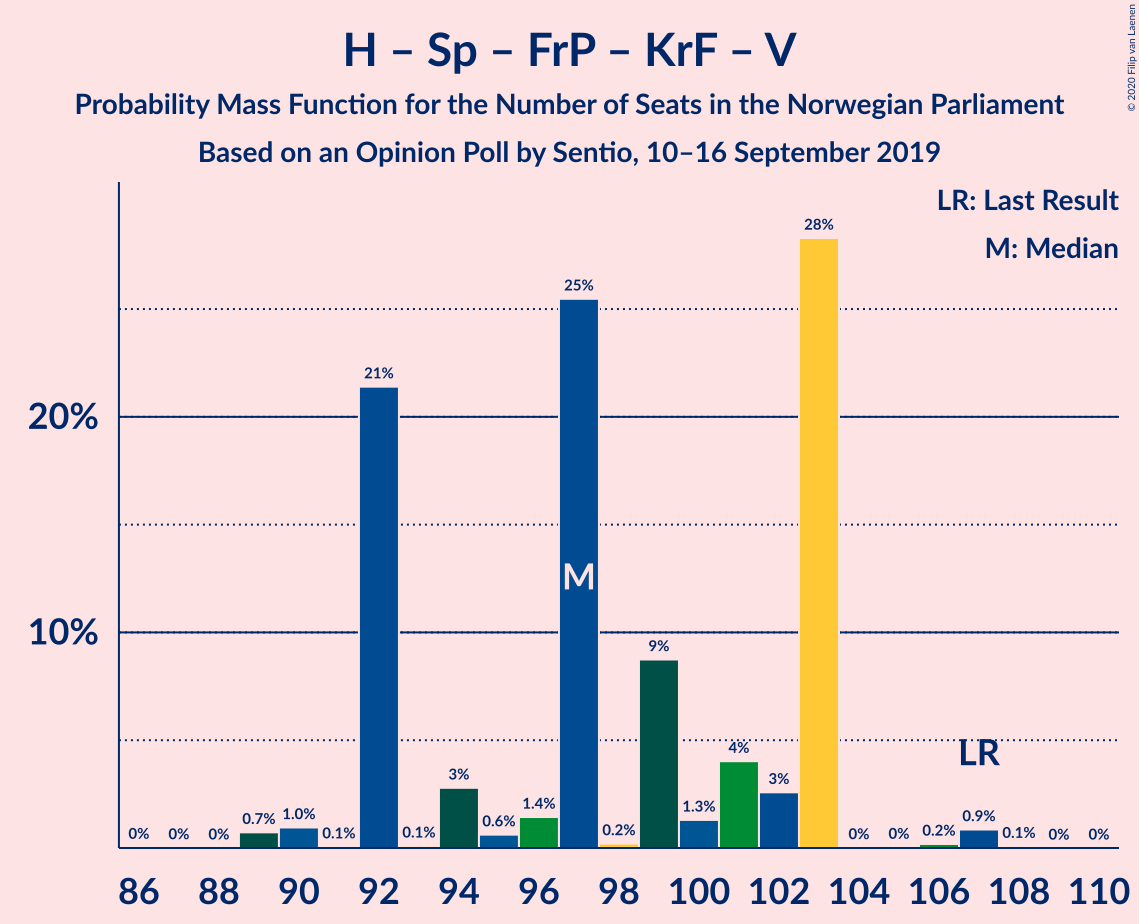 © 2020 Filip van Laenen
H – Sp – FrP – KrF – V
Probability Mass Function for the Number of Seats in the Norwegian Parliament
Based on an Opinion Poll by Sentio, 10–16 September 2019
LR: Last Result
M: Median
28%
25%
21%
20%
M
10%
9%
4%
LR
3%
3%
1.4%
1.3%
1.0%
0.9%
0.7%
0.6%
0% 0% 0% 0.1% 0.1% 0.2% 0% 0% 0.2% 0.1% 0% 0%
86 88 90 92 94 96 98 100 102 104 106 108 110